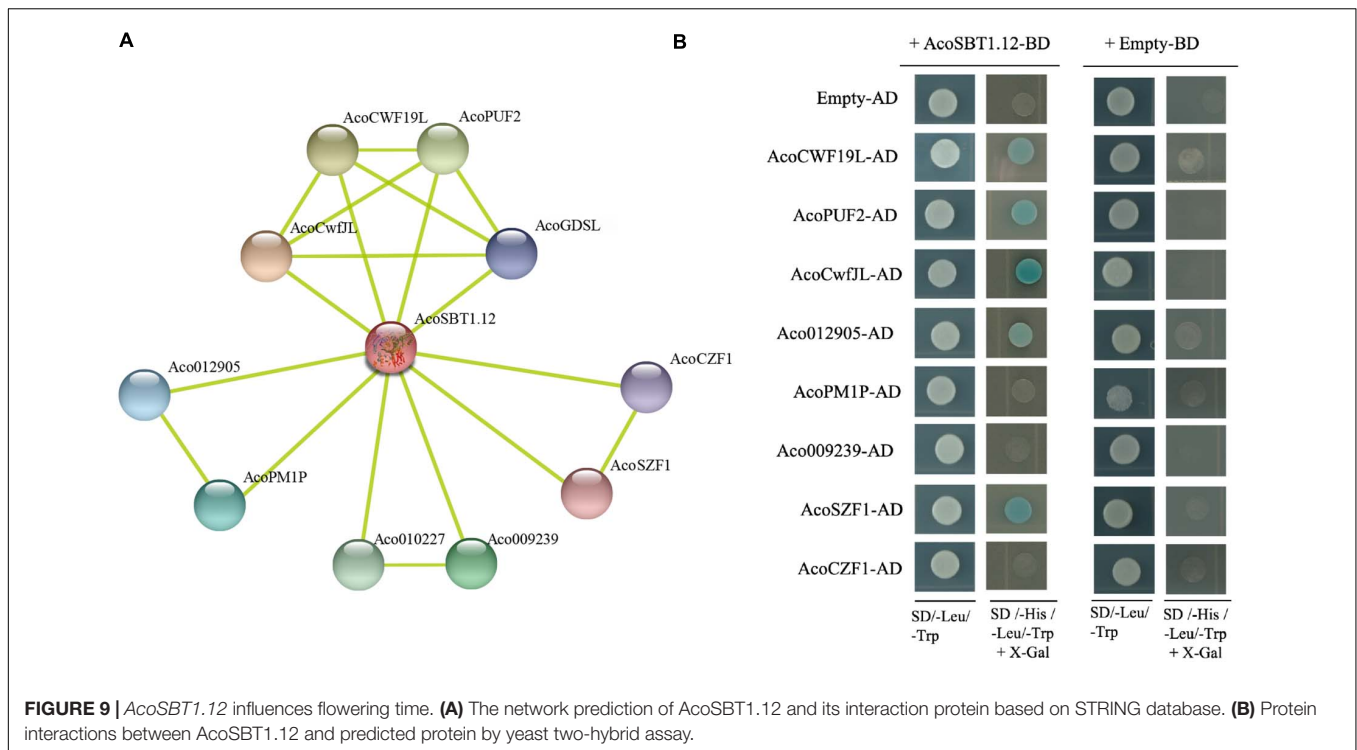 A
B
+ AcoSBT1.12-BD
+ Empty-BD
AcoCWF19L
AcoPUF2
AcoCwfJL
AcoGDSL
AcoSBT1.12
Aco012905
AcoCZF1
AcoPM1P
AcoSZF1
Aco010227
Aco009239
Empty-AD
AcoCWF19L-AD
AcoPUF2-AD
AcoCwfJL-AD
Aco012905-AD
AcoPM1P-AD
Aco009239-AD
AcoSZF1-AD
AcoCZF1-AD
SD/-Leu/
-Trp
SD /-His /
-Leu/-Trp
+ X-Gal
SD/-Leu/
-Trp
SD /-His /
-Leu/-Trp
+ X-Gal
FIGURE 9 | AcoSBT1.12 influences flowering time. (A) The network prediction of AcoSBT1.12 and its interaction protein based on STRING database. (B) Protein
interactions between AcoSBT1.12 and predicted protein by yeast two-hybrid assay.